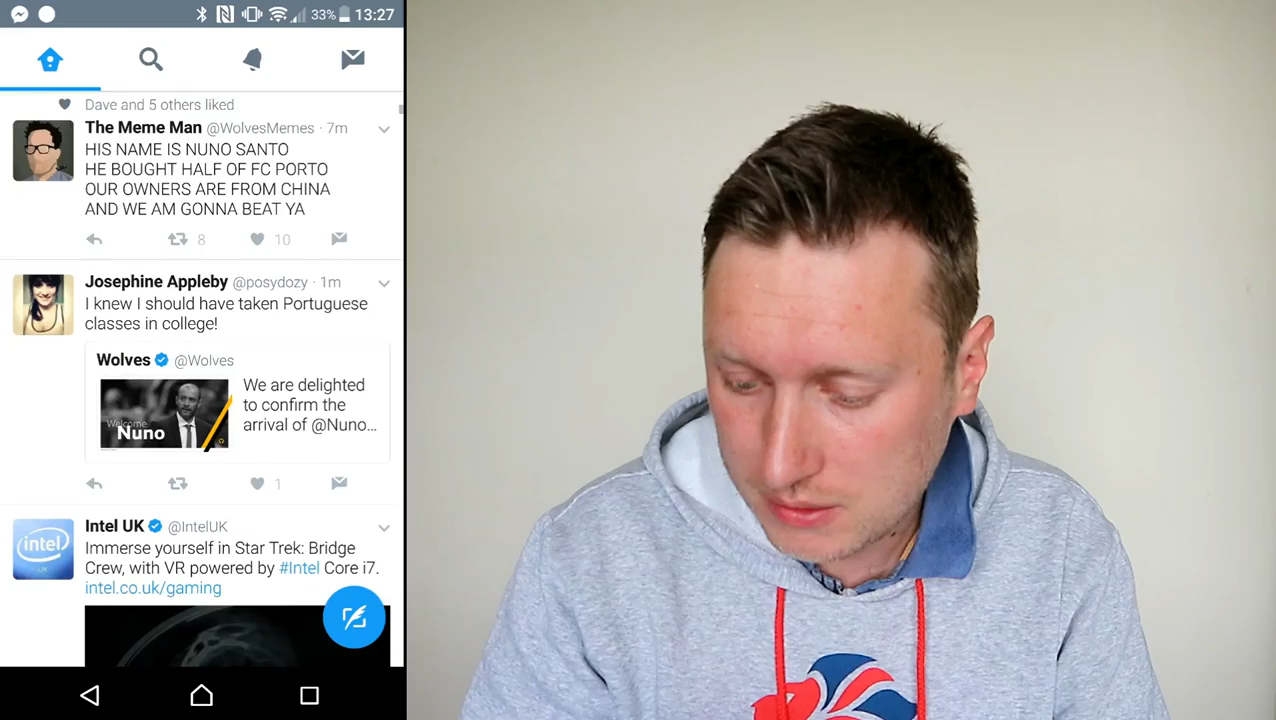 33% 13:27
Dave and 5 others liked
The Meme Man @WolvesMemes · 7m
HIS NAME IS NUNO SANTO
HE BOUGHT HALF OF FC PORTO
OUR OWNERS ARE FROM CHINA
AND WE AM GONNA BEAT YA
8 10
Josephine Appleby @posydozy · 1m
I knew I should have taken Portuguese
classes in college!
Wolves @Wolves
We are delighted
to confirm the
arrival of @Nuno...
Welcome
Nuno
1
Intel UK @IntelUK
intel
UK
Immerse yourself in Star Trek: Bridge
Crew, with VR powered by #Intel Core i7.
intel.co.uk/gaming